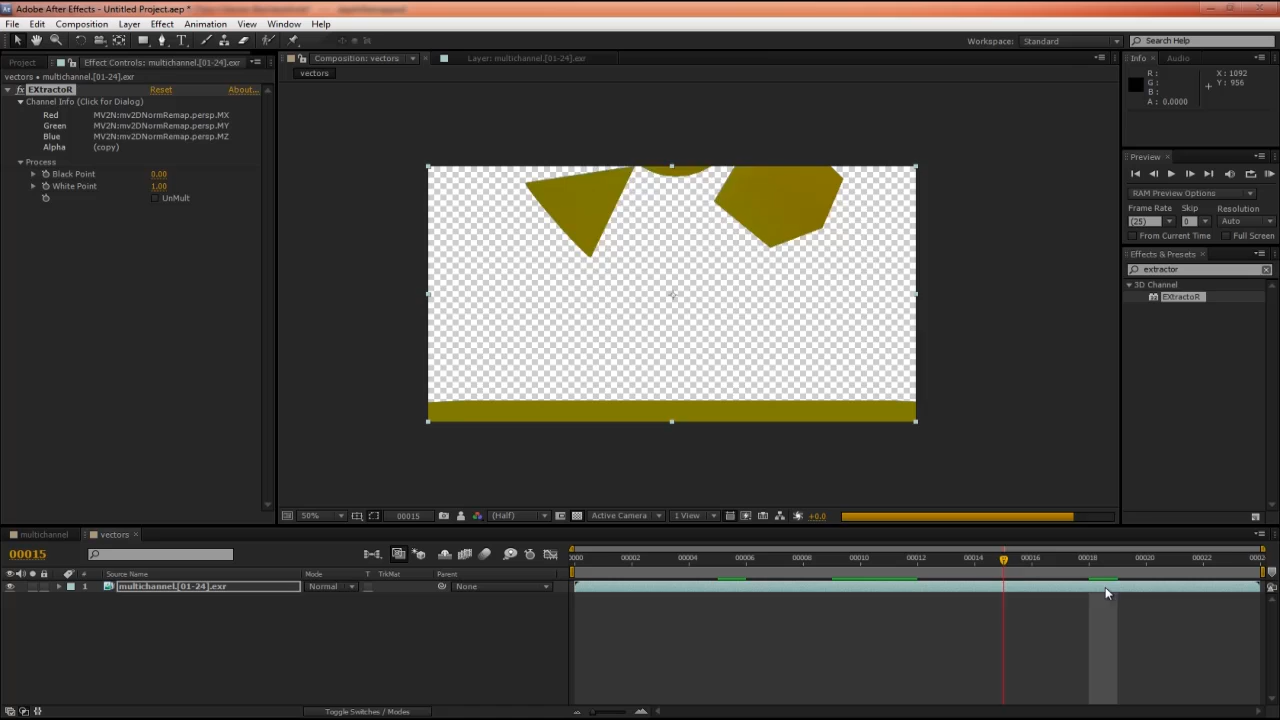 Adobe After Effects - Untitled Project.aep *
File Edit Composition Layer Effect Animation View Window Help
Workspace: Standard Search Help
Project Effect Controls: multichannel.[01-24].exr Composition: vectors Layer: multichannel.[01-24].exr Info Audio
vectors • multichannel.[01-24].exr vectors
fx EXtractoR Reset About...
Channel Info (Click for Dialog)
Red MV2N:mv2DNormRemap.persp.MX
Green MV2N:mv2DNormRemap.persp.MY
Blue MV2N:mv2DNormRemap.persp.MZ
Alpha (copy)
Process
Black Point 0.00
White Point 1.00
UnMult
R :
G :
B :
A : 0.0000
X : 1092
Y : 956
Preview
RAM Preview Options
Frame Rate Skip Resolution
(25) 0 Auto
From Current Time Full Screen
Effects & Presets
extractor
3D Channel
EXtractoR
50% 00015 (Half) Active Camera 1 View +0.0
multichannel vectors
00015
0000 00002 00004 00006 00008 00010 00012 00014 00016 00018 00020 00022
# Source Name Mode T TrkMat Parent
1 multichannel.[01-24].exr Normal None
Toggle Switches / Modes